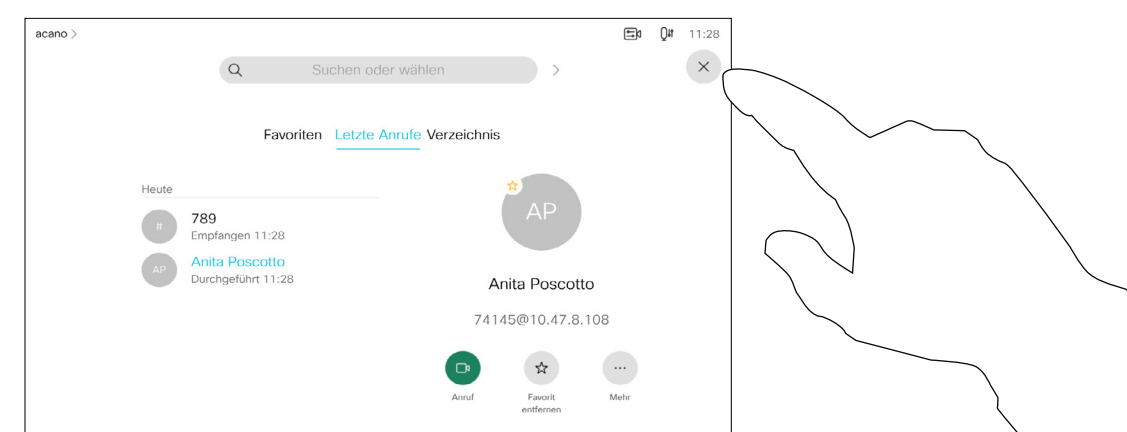 acano >
11:28
Suchen oder wählen
Favoriten Letzte Anrufe Verzeichnis
Heute
#
789
Empfangen 11:28
AP
Anita Poscotto
Durchgeführt 11:28
AP
Anita Poscotto
74145@10.47.8.108
Anruf
Favorit
entfernen
Mehr